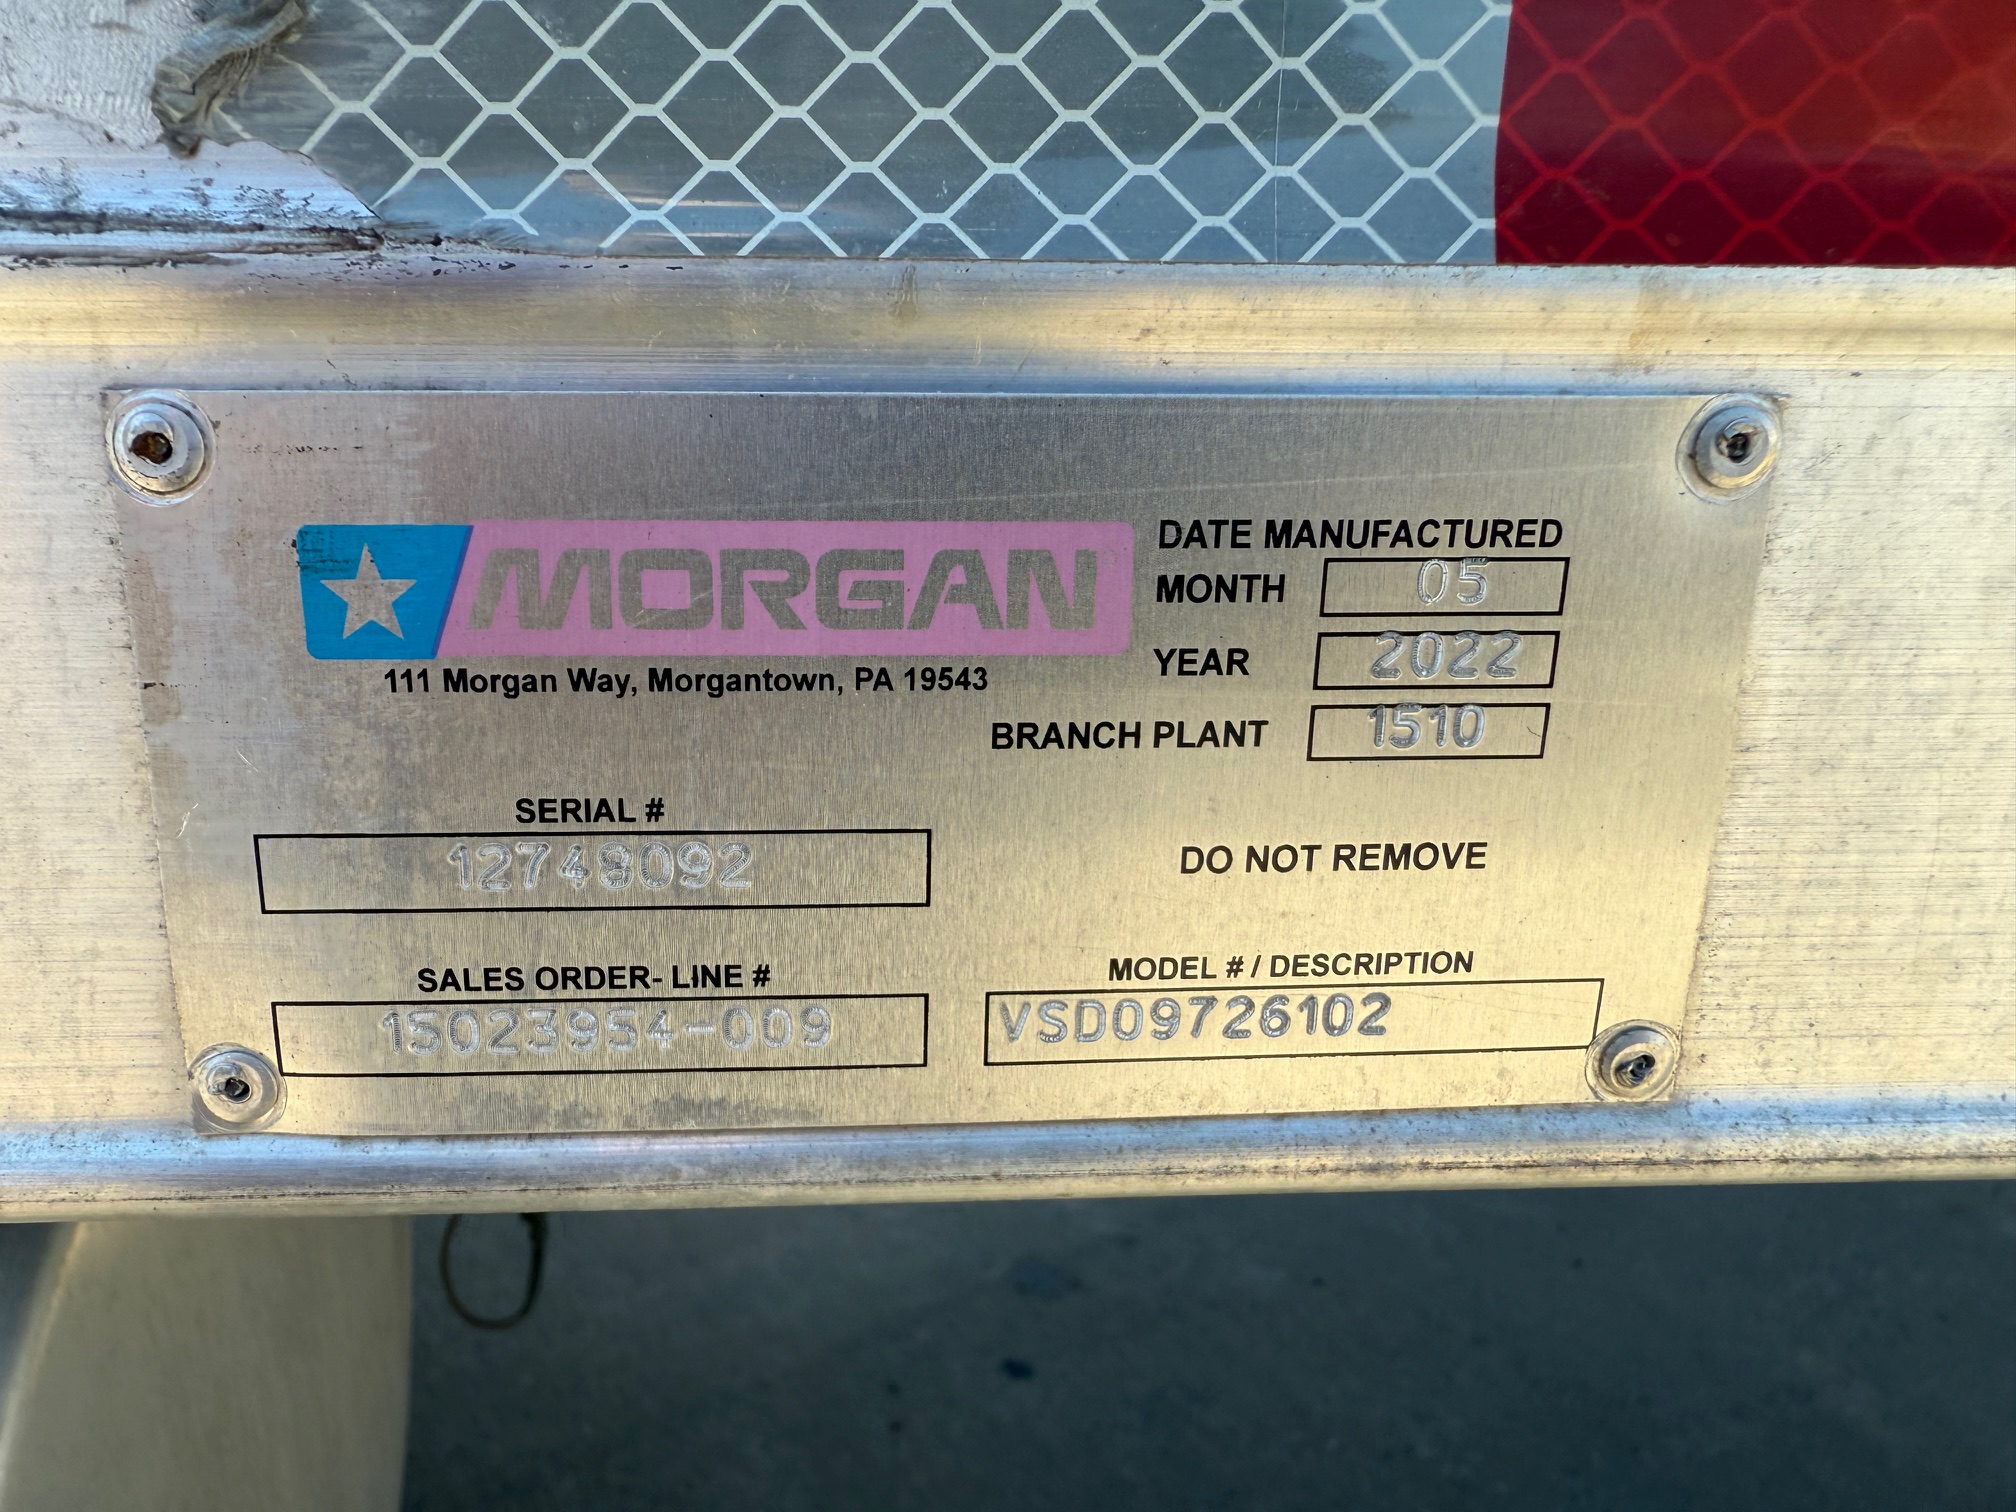 MORGAN
111 Morgan Way, Morgantown, PA 19543
DATE MANUFACTURED
MONTH 05
YEAR 2022
BRANCH PLANT 1510
SERIAL #
12748092
DO NOT REMOVE
SALES ORDER- LINE #
15023954-009
MODEL # / DESCRIPTION
VSD09726102